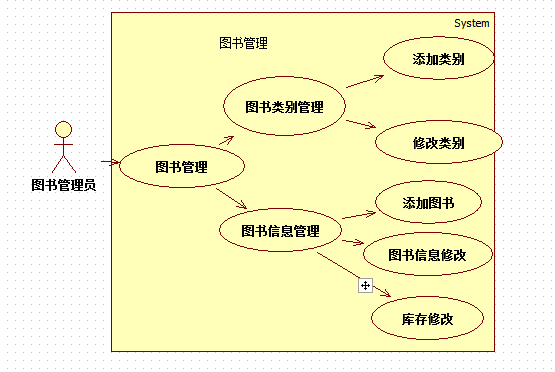 System
图书管理
添加类别
图书类别管理
修改类别
图书管理
图书管理员
添加图书
图书信息管理
图书信息修改
库存修改